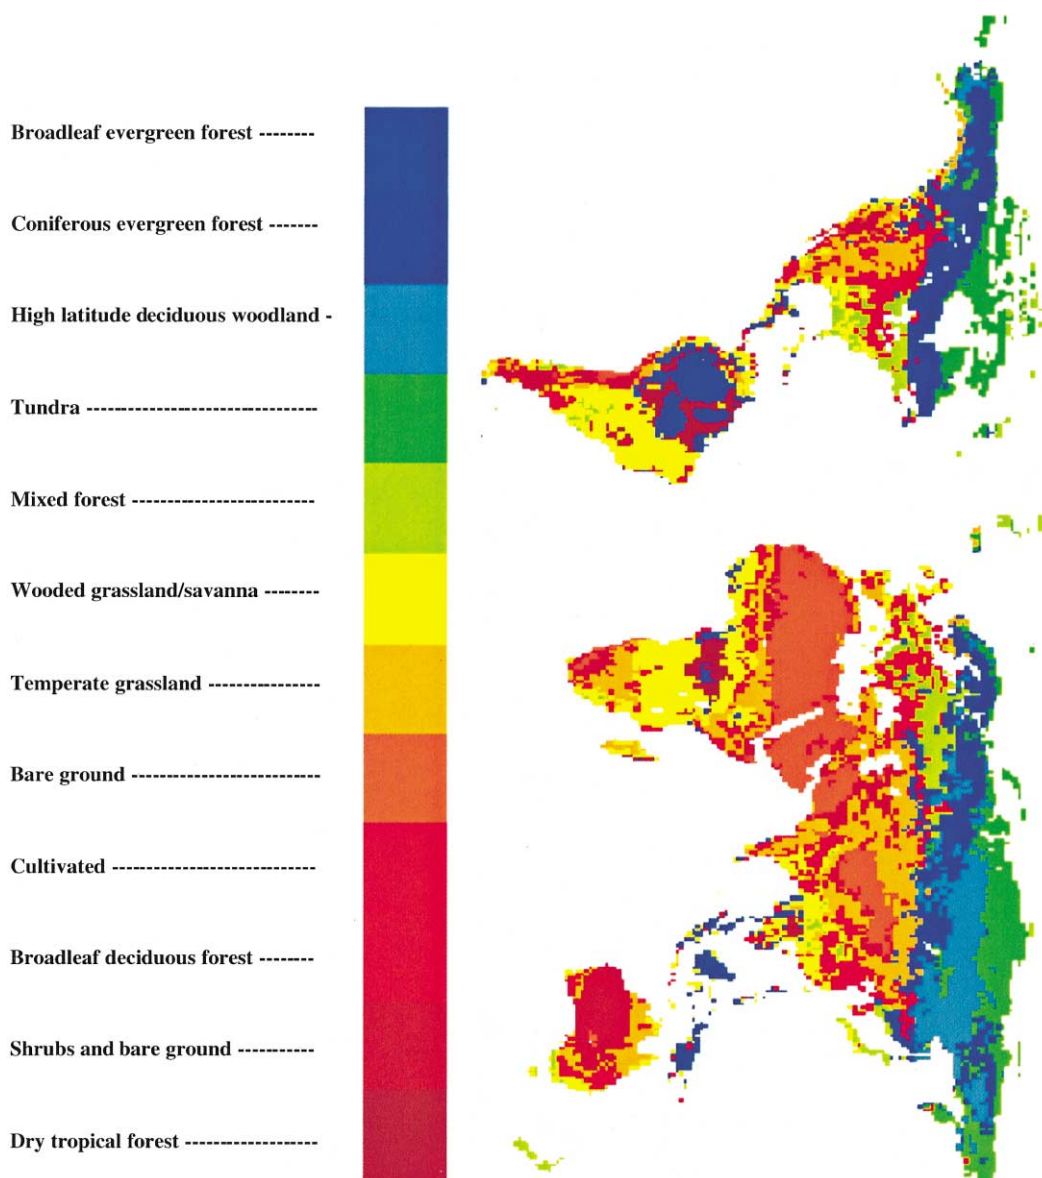 Broadleaf evergreen forest --------
Coniferous evergreen forest -------
High latitude deciduous woodland -
Tundra ----------------------------------
Mixed forest ---------------------------
Wooded grassland/savanna --------
Temperate grassland ----------------
Bare ground ---------------------------
Cultivated -----------------------------
Broadleaf deciduous forest --------
Shrubs and bare ground -----------
Dry tropical forest -------------------